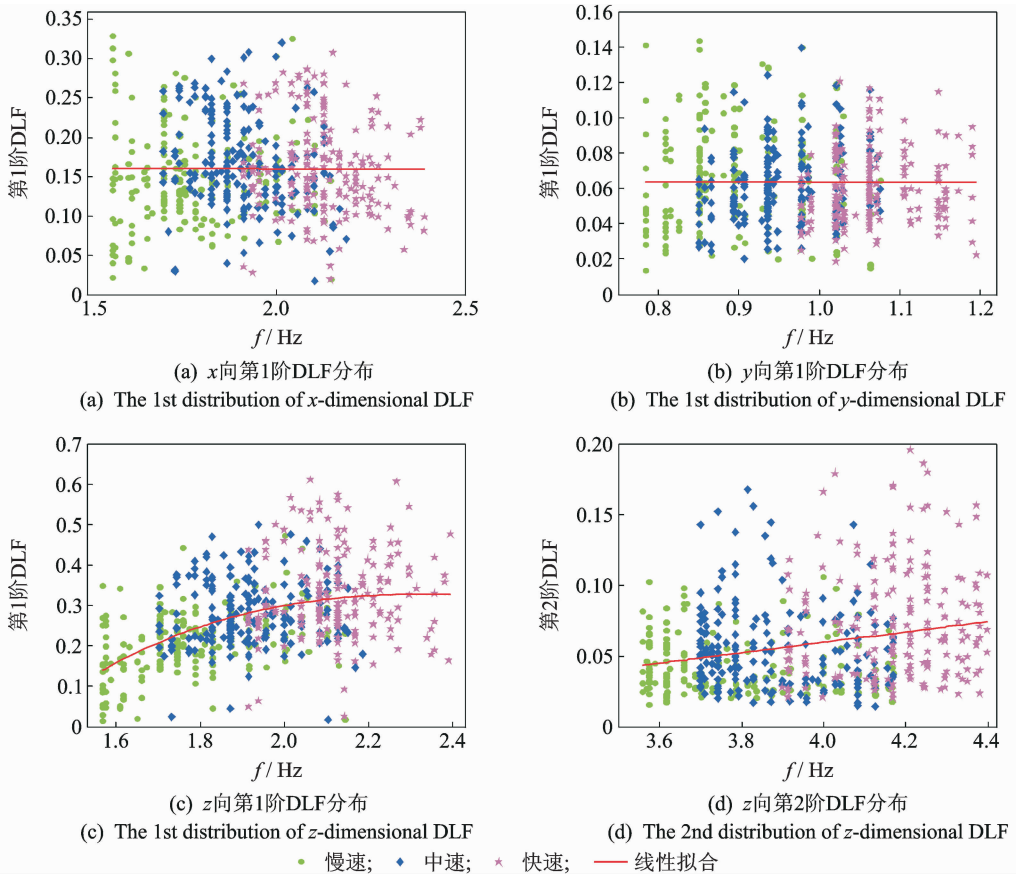 0.35
0.30
0.25
0.20
0.15
0.10
0.05
0
第1阶DLF
1.5 2.0 2.5
f / Hz
(a) x向第1阶DLF分布
(a) The 1st distribution of x-dimensional DLF
0.16
0.14
0.12
0.10
0.08
0.06
0.04
0.02
0
第1阶DLF
0.8 0.9 1.0 1.1 1.2
f / Hz
(b) y向第1阶DLF分布
(b) The 1st distribution of y-dimensional DLF
0.7
0.6
0.5
0.4
0.3
0.2
0.1
0
第1阶DLF
1.6 1.8 2.0 2.2 2.4
f / Hz
(c) z向第1阶DLF分布
(c) The 1st distribution of z-dimensional DLF
0.20
0.15
0.10
0.05
0
第2阶DLF
3.6 3.8 4.0 4.2 4.4
f / Hz
(d) z向第2阶DLF分布
(d) The 2nd distribution of z-dimensional DLF
慢速; 中速; 快速; 线性拟合